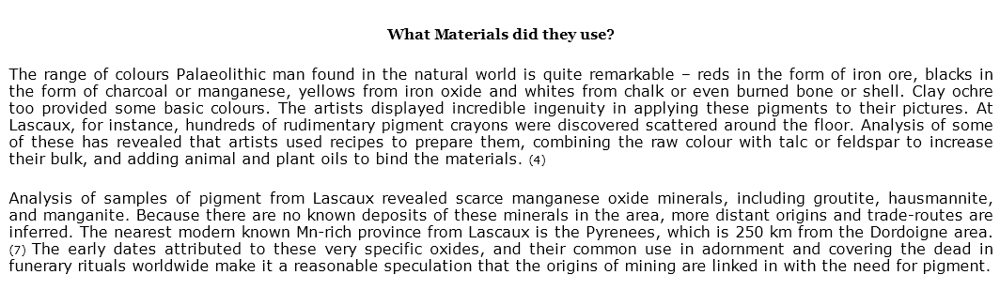 What Materials did they use?
The range of colours Palaeolithic man found in the natural world is quite remarkable – reds in the form of iron ore, blacks in
the form of charcoal or manganese, yellows from iron oxide and whites from chalk or even burned bone or shell. Clay ochre
too provided some basic colours. The artists displayed incredible ingenuity in applying these pigments to their pictures. At
Lascaux, for instance, hundreds of rudimentary pigment crayons were discovered scattered around the floor. Analysis of some
of these has revealed that artists used recipes to prepare them, combining the raw colour with talc or feldspar to increase
their bulk, and adding animal and plant oils to bind the materials. (4)
Analysis of samples of pigment from Lascaux revealed scarce manganese oxide minerals, including groutite, hausmannite,
and manganite. Because there are no known deposits of these minerals in the area, more distant origins and trade-routes are
inferred. The nearest modern known Mn-rich province from Lascaux is the Pyrenees, which is 250 km from the Dordoigne area.
(7) The early dates attributed to these very specific oxides, and their common use in adornment and covering the dead in
funerary rituals worldwide make it a reasonable speculation that the origins of mining are linked in with the need for pigment.